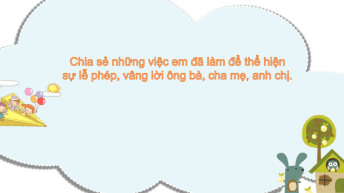 Chia sẻ những việc em đã làm để thể hiện
sự lễ phép, vâng lời ông bà, cha mẹ, anh chị.